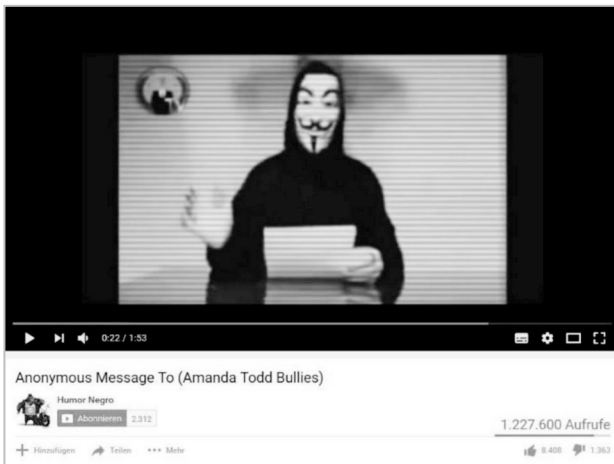 0:22 / 1:53
Anonymous Message To (Amanda Todd Bullies)
Humor Negro
Abonnieren 2.312
1.227.600 Aufrufe
Hinzufügen Teilen ••• Mehr
8.408 1.363